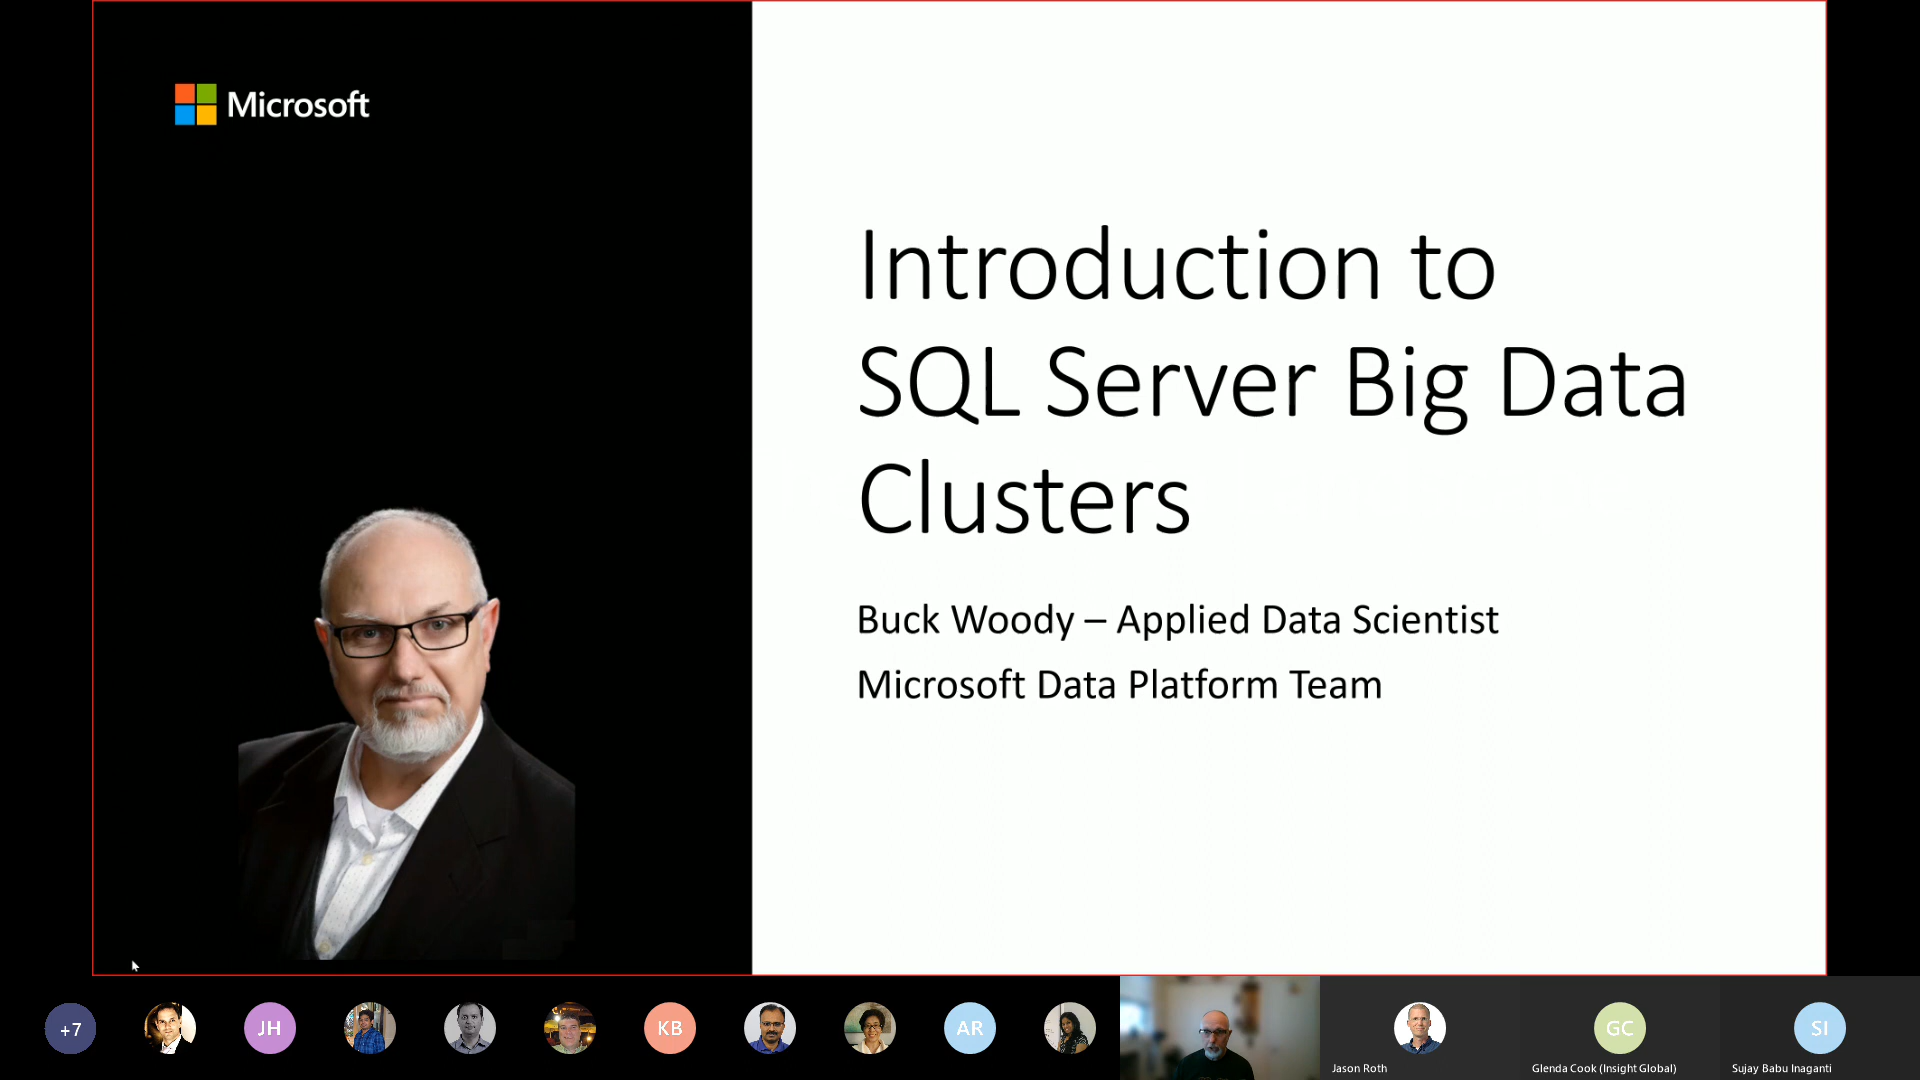 Microsoft
Introduction to
SQL Server Big Data
Clusters
Buck Woody – Applied Data Scientist
Microsoft Data Platform Team
+7
JH
KB
AR
GC
SI
Jason Roth
Glenda Cook (Insight Global)
Sujay Babu Inaganti